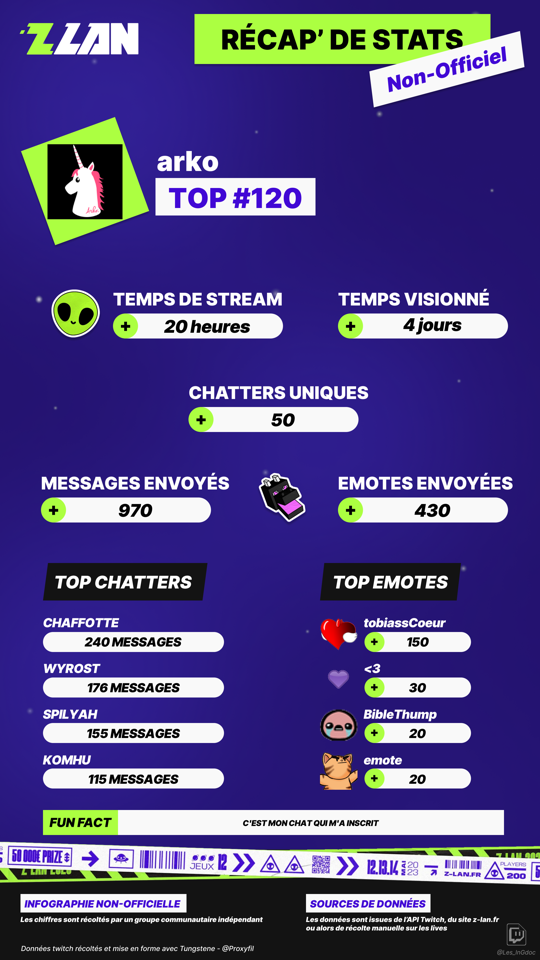 Z LAN
RÉCAP' DE STATS
Non-Officiel
arko
TOP #120
TEMPS DE STREAM
TEMPS VISIONNÉ
+ 20 heures
+ 4 jours
CHATTERS UNIQUES
+ 50
MESSAGES ENVOYÉS
EMOTES ENVOYÉES
+ 970
+ 430
TOP CHATTERS
CHAFFOTTE
240 MESSAGES
WYROST
176 MESSAGES
SPILYAH
155 MESSAGES
KOMHU
115 MESSAGES
TOP EMOTES
tobiassCoeur
+ 150
<3
+ 30
BibleThump
+ 20
emote
+ 20
FUN FACT
C'EST MON CHAT QUI M'A INSCRIT
50 000€ PRIZE $
JEUX 12
12.13.14 MAI 2023
Z-LAN.FR
PLAYERS 200
INFOGRAPHIE NON-OFFICIELLE
Les chiffres sont récoltés par un groupe communautaire indépendant
SOURCES DE DONNÉES
Les données sont issues de l'API Twitch, du site z-lan.fr
ou alors de récolte manuelle sur les lives
Données twitch récoltés et mise en forme avec Tungstene - @Proxyfil
@Les_InGdoc